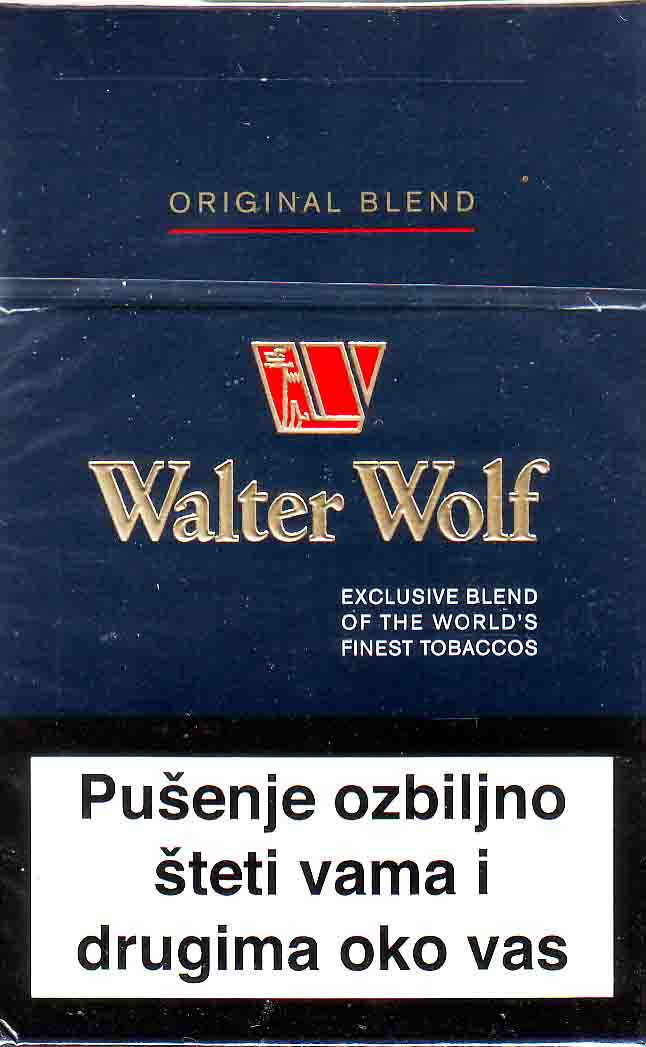 ORIGINAL BLEND
Walter Wolf
EXCLUSIVE BLEND
OF THE WORLD'S
FINEST TOBACCOS
Pušenje ozbiljno
šteti vama i
drugima oko vas